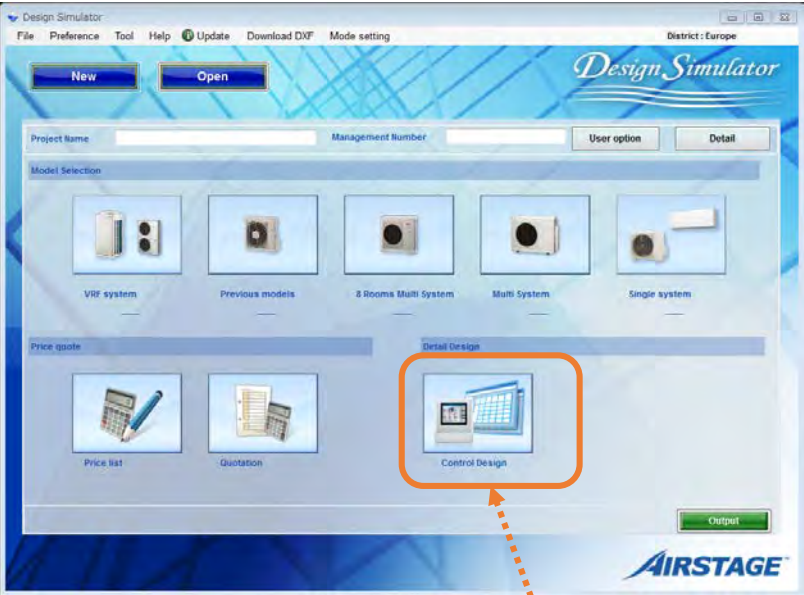 Design Simulator
File Preference Tool Help Update Download DXF Mode setting District : Europe
New Open Design Simulator
Project Name Management Number User option Detail
Model Selection
VRF system Previous models 8 Rooms Multi System Multi System Single system
Price quote Detail Design
Price list Quotation Control Design
Output
AIRSTAGE